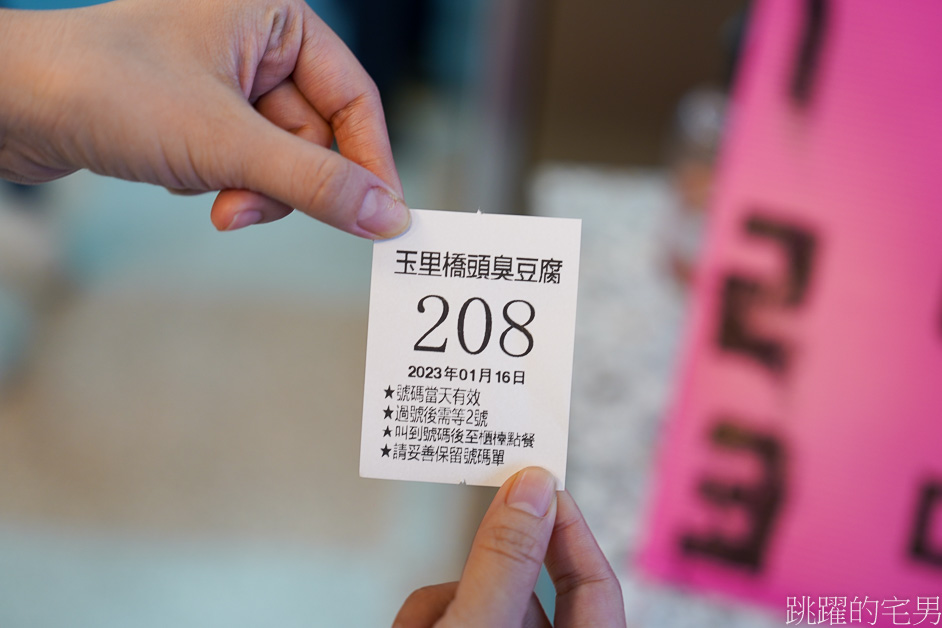 玉里橋頭臭豆腐
208
2023年01月16日
★號碼當天有效
★過號後需等2號
★叫到號碼後至櫃檯點餐
★請妥善保留號碼單
跳躍的宅男